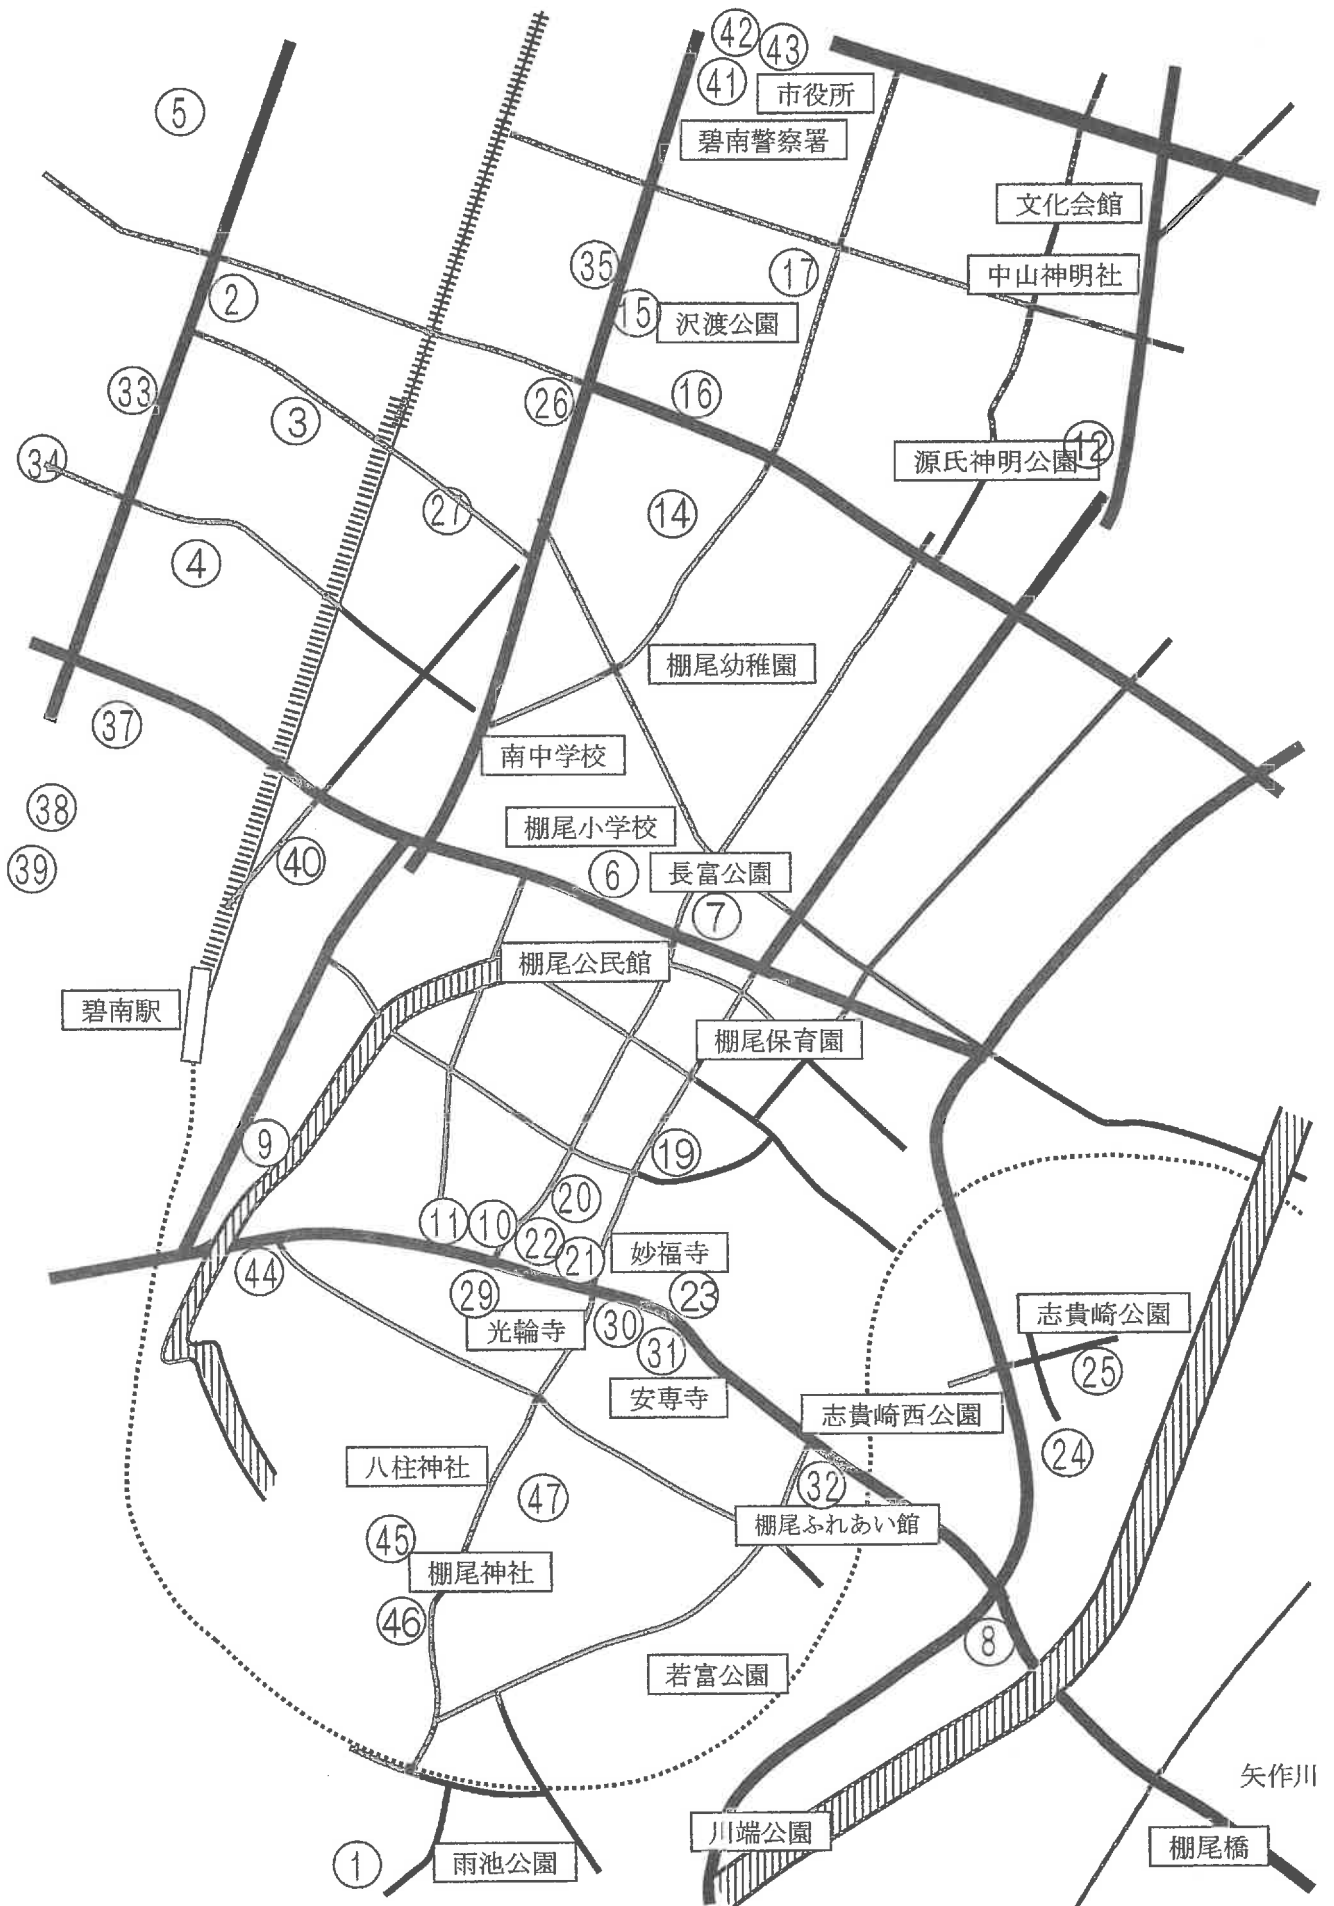 ㊷
㊸
㊶
市役所
⑤
碧南警察署
文化会館
㉟
⑰
中山神明社
②
⑮
沢渡公園
㉝
㉖
⑯
③
㉞
源氏神明公園
⑫
㉗
⑭
④
棚尾幼稚園
㊲
南中学校
㊳
棚尾小学校
㊴
㊵
⑥
長富公園
⑦
棚尾公民館
碧南駅
棚尾保育園
⑨
⑲
⑳
⑪
⑩
㉒
㉑
妙福寺
㊹
㉙
㉓
光輪寺
㉚
㉛
志貴崎公園
㉕
安専寺
志貴崎西公園
㉔
八柱神社
㊼
㉜
棚尾ふれあい館
㊺
棚尾神社
㊻
⑧
若富公園
矢作川
川端公園
棚尾橋
①
雨池公園